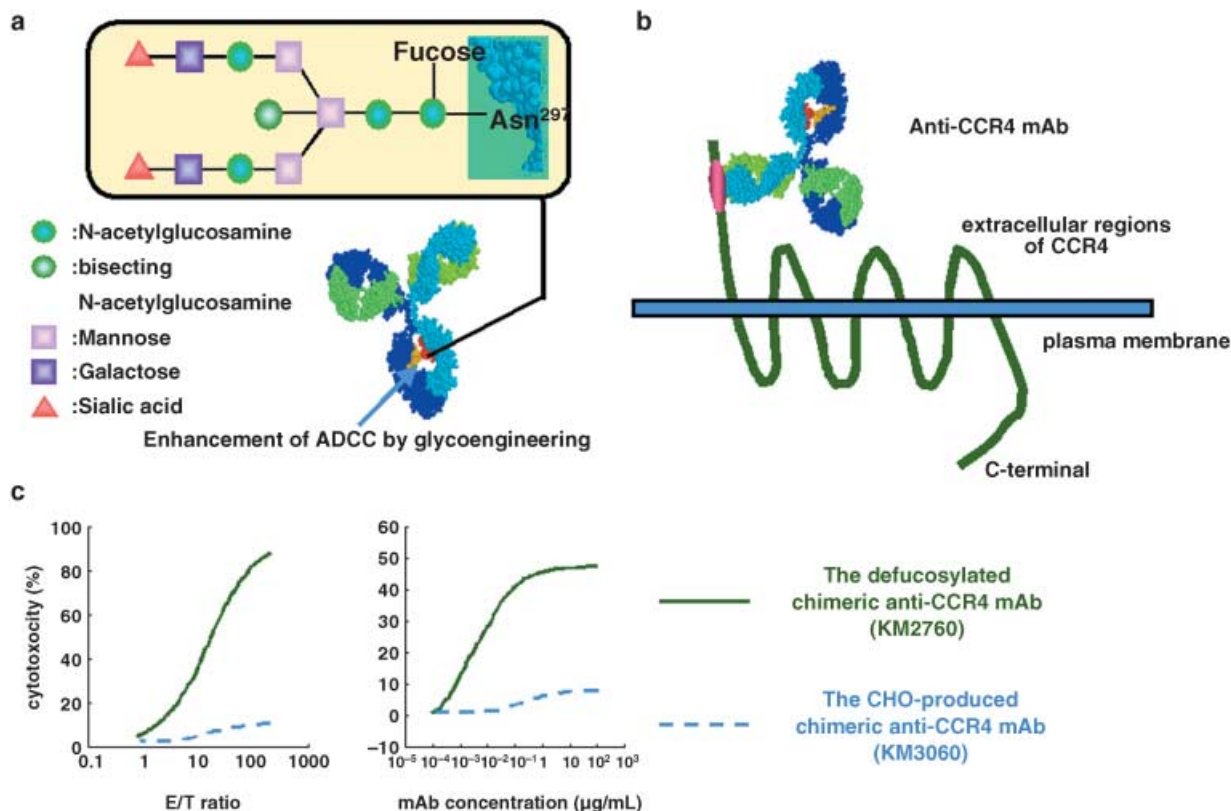 a
Fucose
Asn²⁹⁷
:N-acetylglucosamine
:bisecting
N-acetylglucosamine
:Mannose
:Galactose
:Sialic acid
Enhancement of ADCC by glycoengineering
b
Anti-CCR4 mAb
extracellular regions
of CCR4
plasma membrane
C-terminal
c
cytotoxocity (%)
100
80
60
40
20
0
0.1
1
10
100
1000
E/T ratio
60
50
40
30
20
10
0
−10
10⁻⁵
10⁻⁴
10⁻³
10⁻²
10⁻¹
10
10²
10³
mAb concentration (μg/mL)
The defucosylated
chimeric anti-CCR4 mAb
(KM2760)
The CHO-produced
chimeric anti-CCR4 mAb
(KM3060)